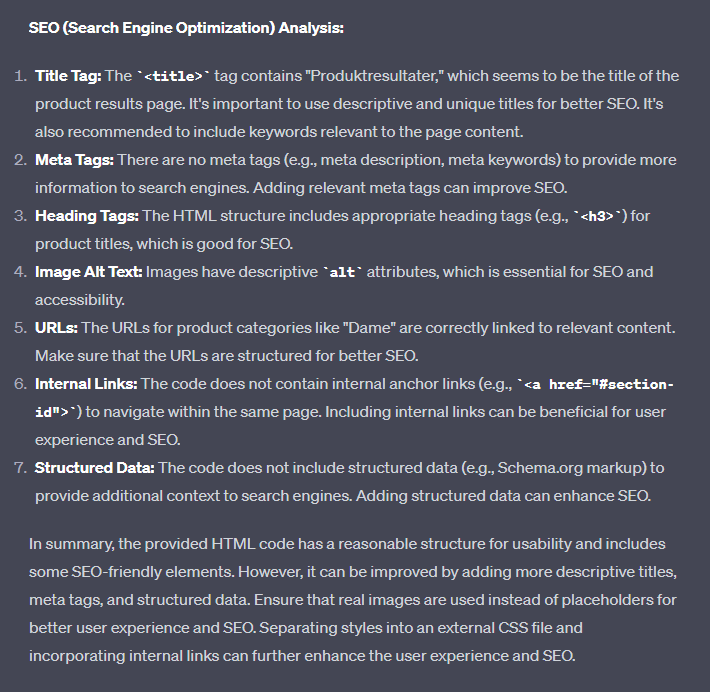 SEO (Search Engine Optimization) Analysis:
1. Title Tag: The `<title>` tag contains "Produktresultater," which seems to be the title of the
product results page. It's important to use descriptive and unique titles for better SEO. It's
also recommended to include keywords relevant to the page content.
2. Meta Tags: There are no meta tags (e.g., meta description, meta keywords) to provide more
information to search engines. Adding relevant meta tags can improve SEO.
3. Heading Tags: The HTML structure includes appropriate heading tags (e.g., `<h3>`) for
product titles, which is good for SEO.
4. Image Alt Text: Images have descriptive `alt` attributes, which is essential for SEO and
accessibility.
5. URLs: The URLs for product categories like "Dame" are correctly linked to relevant content.
Make sure that the URLs are structured for better SEO.
6. Internal Links: The code does not contain internal anchor links (e.g., `<a href="#section-
id">`) to navigate within the same page. Including internal links can be beneficial for user
experience and SEO.
7. Structured Data: The code does not include structured data (e.g., Schema.org markup) to
provide additional context to search engines. Adding structured data can enhance SEO.
In summary, the provided HTML code has a reasonable structure for usability and includes
some SEO-friendly elements. However, it can be improved by adding more descriptive titles,
meta tags, and structured data. Ensure that real images are used instead of placeholders for
better user experience and SEO. Separating styles into an external CSS file and
incorporating internal links can further enhance the user experience and SEO.